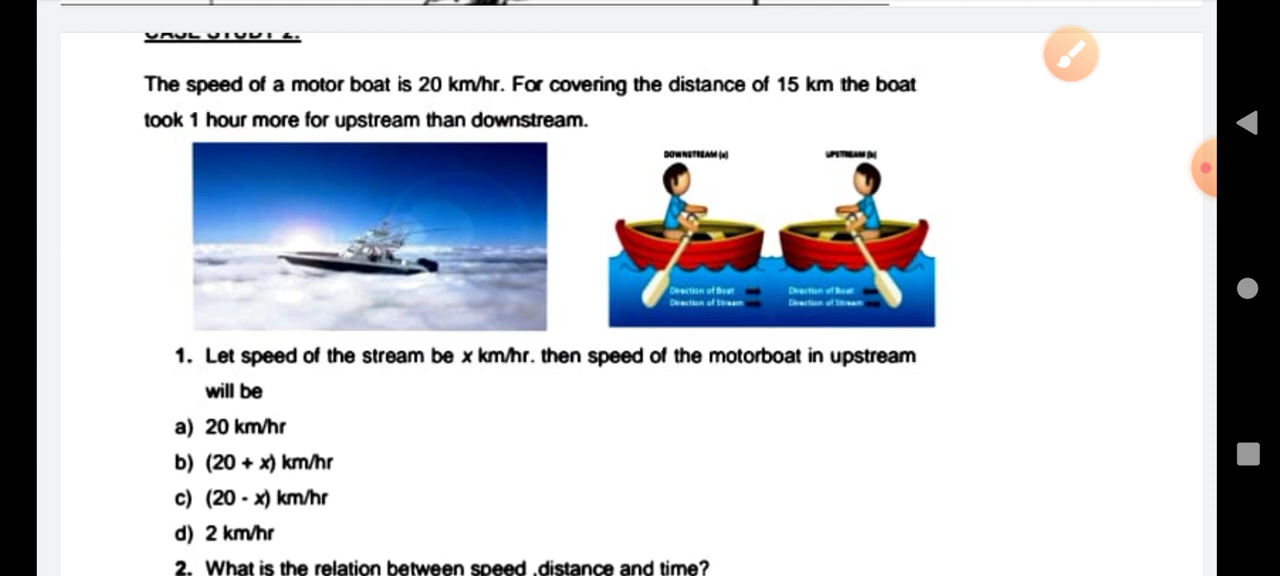 CASE STUDY 2:
The speed of a motor boat is 20 km/hr. For covering the distance of 15 km the boat
took 1 hour more for upstream than downstream.
DOWNSTREAM (a) UPSTREAM (b)
Direction of Boat Direction of Boat
Direction of Stream Direction of Stream
1. Let speed of the stream be x km/hr. then speed of the motorboat in upstream
will be
a) 20 km/hr
b) (20 + x) km/hr
c) (20 - x) km/hr
d) 2 km/hr
2. What is the relation between speed ,distance and time?